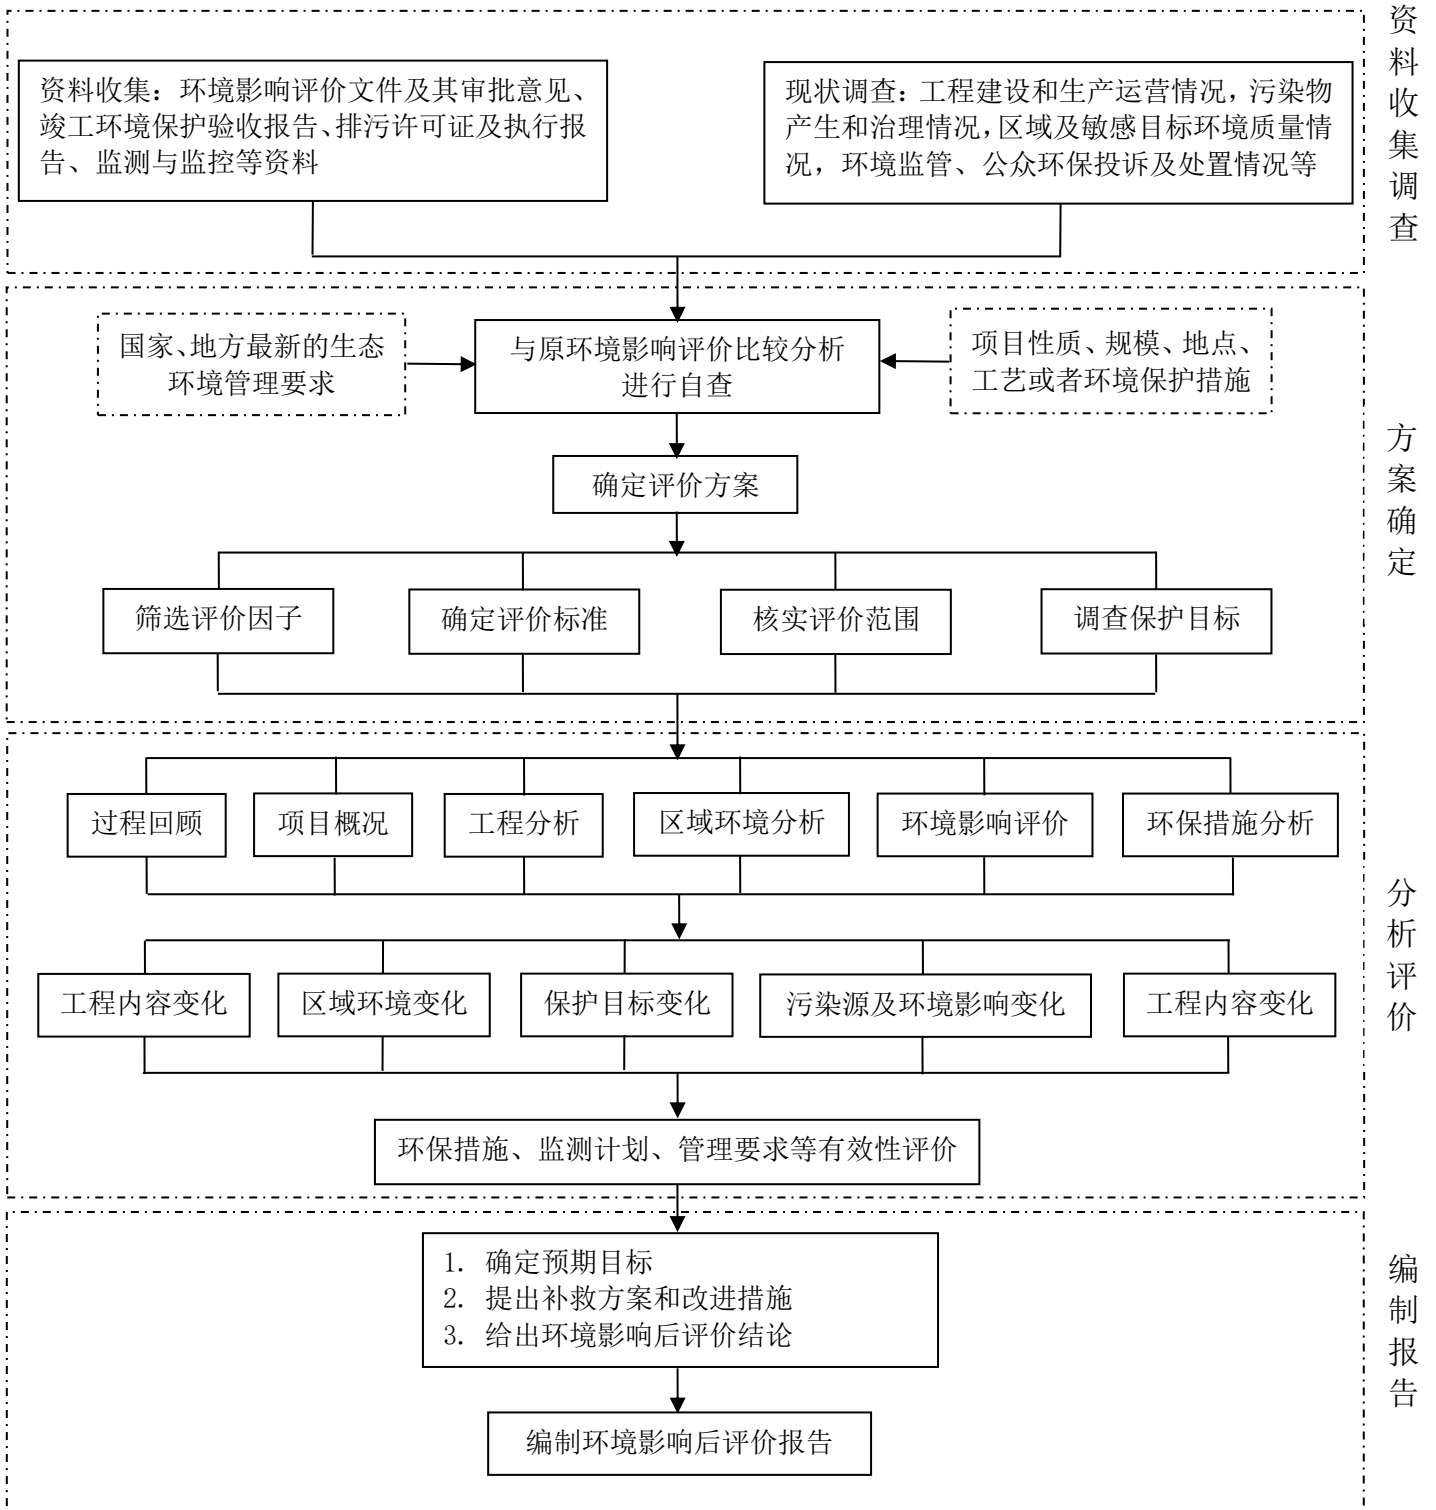 资料收集：环境影响评价文件及其审批意见、
竣工环境保护验收报告、排污许可证及执行报
告、监测与监控等资料
现状调查：工程建设和生产运营情况，污染物
产生和治理情况，区域及敏感目标环境质量情
况，环境监管、公众环保投诉及处置情况等
资料收集调查
国家、地方最新的生态
环境管理要求
与原环境影响评价比较分析
进行自查
项目性质、规模、地点、
工艺或者环境保护措施
确定评价方案
筛选评价因子
确定评价标准
核实评价范围
调查保护目标
方案确定
过程回顾
项目概况
工程分析
区域环境分析
环境影响评价
环保措施分析
工程内容变化
区域环境变化
保护目标变化
污染源及环境影响变化
工程内容变化
环保措施、监测计划、管理要求等有效性评价
分析评价
1. 确定预期目标
2. 提出补救方案和改进措施
3. 给出环境影响后评价结论
编制环境影响后评价报告
编制报告